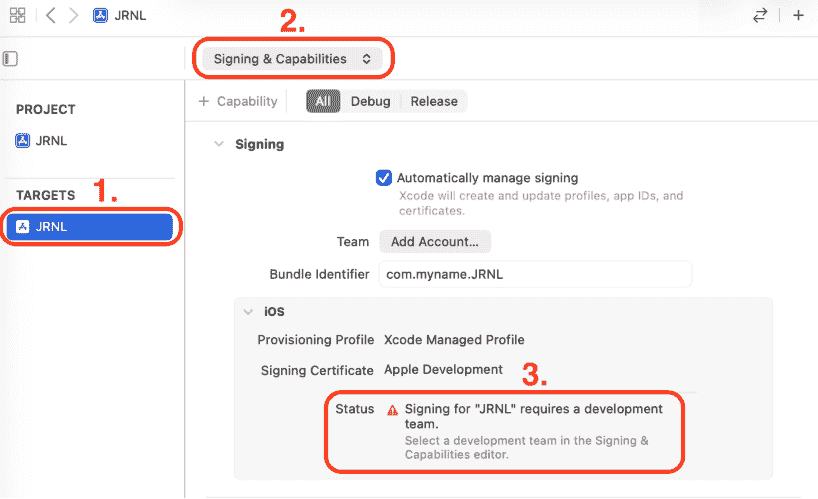 JRNL
2.
Signing & Capabilities
PROJECT
+ Capability
All
Debug
Release
JRNL
Signing
Automatically manage signing
Xcode will create and update profiles, app IDs, and
certificates.
TARGETS
1.
JRNL
Team
Add Account...
Bundle Identifier
com.myname.JRNL
iOS
Provisioning Profile
Xcode Managed Profile
Signing Certificate
Apple Development
3.
Status
Signing for "JRNL" requires a development
team.
Select a development team in the Signing &
Capabilities editor.